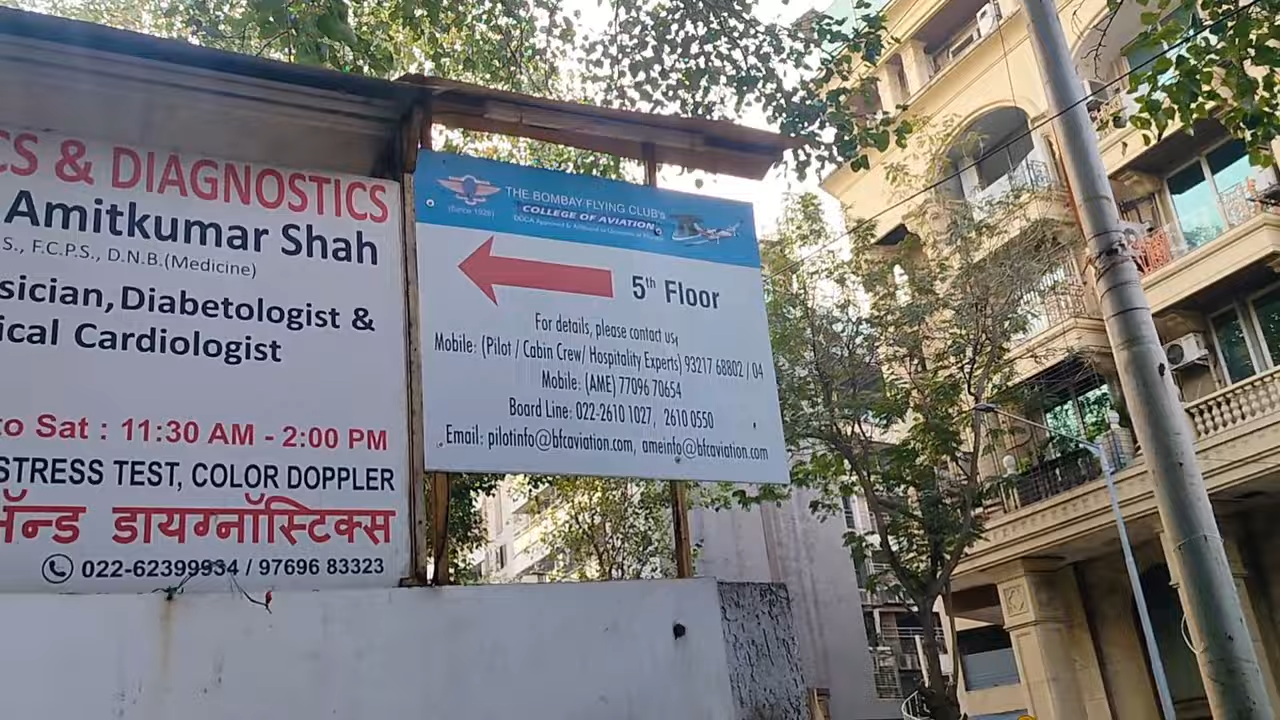 CS & DIAGNOSTICS
Amitkumar Shah
S., F.C.P.S., D.N.B.(Medicine)
sician, Diabetologist &
ical Cardiologist
to Sat : 11:30 AM - 2:00 PM
STRESS TEST, COLOR DOPPLER
ॲन्ड डायग्नॉस्टिक्स
022-62399934 / 97696 83323
THE BOMBAY FLYING CLUB's
COLLEGE OF AVIATION
(Since 1928)
5th Floor
For details, please contact us;
Mobile: (Pilot / Cabin Crew/ Hospitality Experts) 93217 68802 / 04
Mobile: (AME) 77096 70654
Board Line: 022-2610 1027, 2610 0550
Email: pilotinfo@bfcaviation.com, ameinfo@bfcaviation.com